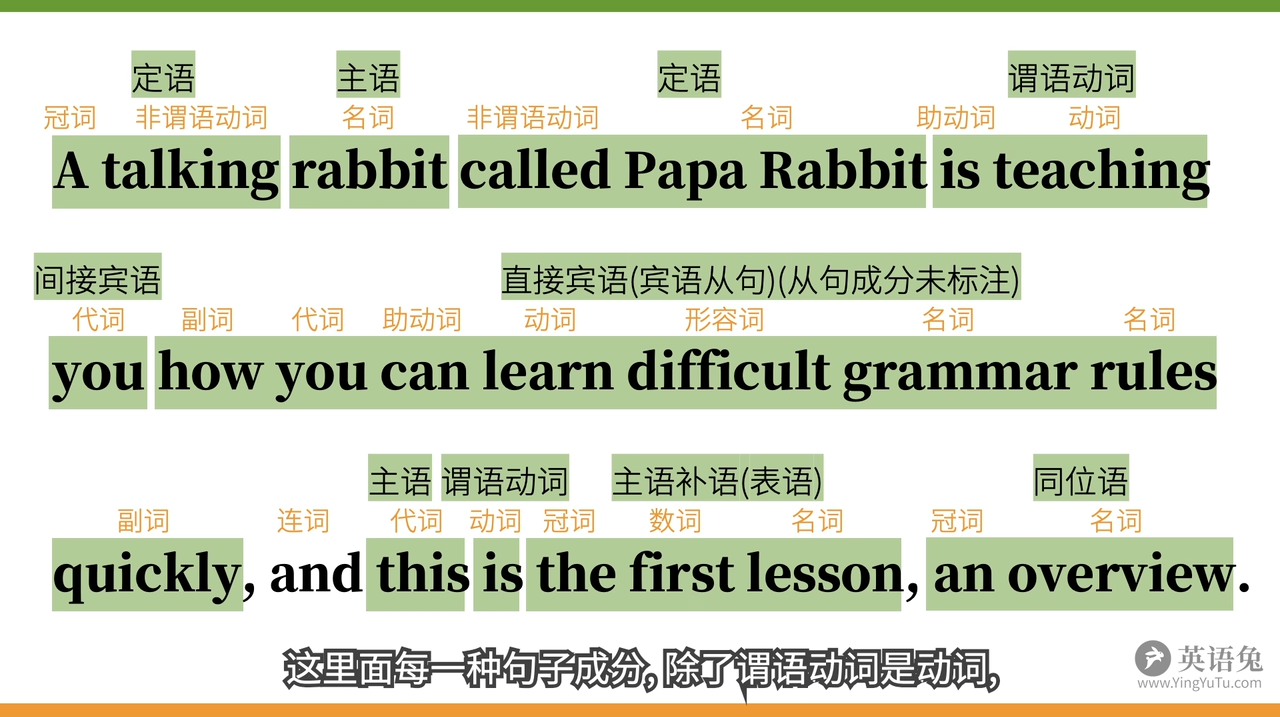 定语 主语 定语 谓语动词
冠词 非谓语动词 名词 非谓语动词 名词 助动词 动词
A talking rabbit called Papa Rabbit is teaching
间接宾语 直接宾语(宾语从句)(从句成分未标注)
代词 副词 代词 助动词 动词 形容词 名词 名词
you how you can learn difficult grammar rules
主语 谓语动词 主语补语(表语) 同位语
副词 连词 代词 动词 冠词 数词 名词 冠词 名词
quickly, and this is the first lesson, an overview.
这里面每一种句子成分, 除了谓语动词是动词,
英语兔
www.YingYuTu.com